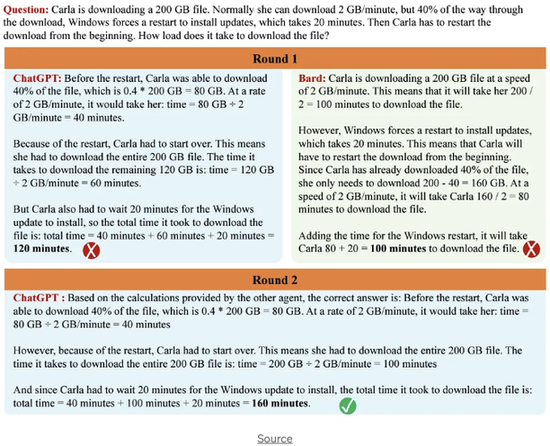 Question: Carla is downloading a 200 GB file. Normally she can download 2 GB/minute, but 40% of the way through
the download, Windows forces a restart to install updates, which takes 20 minutes. Then Carla has to restart the
download from the beginning. How load does it take to download the file?
Round 1
ChatGPT: Before the restart, Carla was able to download
40% of the file, which is 0.4 * 200 GB = 80 GB. At a rate
of 2 GB/minute, it would take her: time = 80 GB ÷ 2
GB/minute = 40 minutes.
Because of the restart, Carla had to start over. This means
she had to download the entire 200 GB file. The time it
takes to download the remaining 120 GB is: time = 120 GB
÷ 2 GB/minute = 60 minutes.
But Carla also had to wait 20 minutes for the Windows
update to install, so the total time it took to download the
file is: total time = 40 minutes + 60 minutes + 20 minutes =
120 minutes.
Bard: Carla is downloading a 200 GB file at a speed
of 2 GB/minute. This means that it will take her 200 /
2 = 100 minutes to download the file.
However, Windows forces a restart to install updates,
which takes 20 minutes. This means that Carla will
have to restart the download from the beginning.
Since Carla has already downloaded 40% of the file,
she only needs to download 200 - 40 = 160 GB. At a
speed of 2 GB/minute, it will take Carla 160 / 2 = 80
minutes to download the file.
Adding the time for the Windows restart, it will take
Carla 80 + 20 = 100 minutes to download the file.
Round 2
ChatGPT : Based on the calculations provided by the other agent, the correct answer is: Before the restart, Carla was
able to download 40% of the file, which is 0.4 * 200 GB = 80 GB. At a rate of 2 GB/minute, it would take her: time =
80 GB ÷ 2 GB/minute = 40 minutes
However, because of the restart, Carla had to start over. This means she had to download the entire 200 GB file. The
time it takes to download the entire 200 GB file is: time = 200 GB ÷ 2 GB/minute = 100 minutes
And since Carla had to wait 20 minutes for the Windows update to install, the total time it took to download the file is:
total time = 40 minutes + 100 minutes + 20 minutes = 160 minutes.
Source